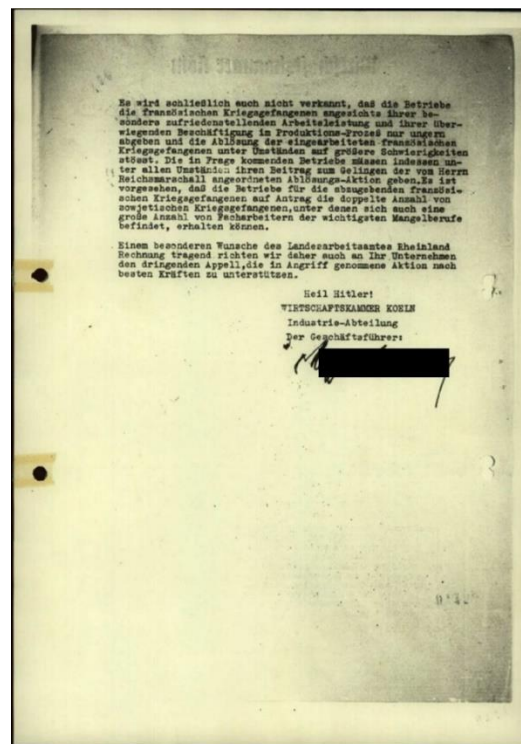 Es wird schließlich auch nicht verkannt, daß die Betriebe
die französischen Kriegsgefangenen angesichts ihrer be-
sonders zufriedenstellenden Arbeitsleistung und ihrer über-
wiegenden Beschäftigung im Produktions-Prozeß nur ungern
abgeben und die Ablösung der eingearbeiteten französischen
Kriegsgefangenen unter Umständen auf größere Schwierigkeiten
stösst. Die in Frage kommenden Betriebe müssen indessen un-
ter allen Umständen ihren Beitrag zum Gelingen der vom Herrn
Reichsmarschall angeordneten Ablösungs-Aktion geben.Es ist
vorgesehen, daß die Betriebe für die abzugebenden französi-
schen Kriegsgefangenen auf Antrag die doppelte Anzahl von
sowjetischen Kriegsgefangenen,unter denen sich auch eine
große Anzahl von Facharbeitern der wichtigsten Mangelberufe
befindet, erhalten können.
Einem besonderen Wunsche des Landesarbeitsamtes Rheinland
Rechnung tragend richten wir daher auch an Ihr Unternehmen
den dringenden Appell,die in Angriff genommene Aktion nach
besten Kräften zu unterstützen.
Heil Hitler!
WIRTSCHAFTSKAMMER KOELN
Industrie-Abteilung
Der Geschäftsführer: